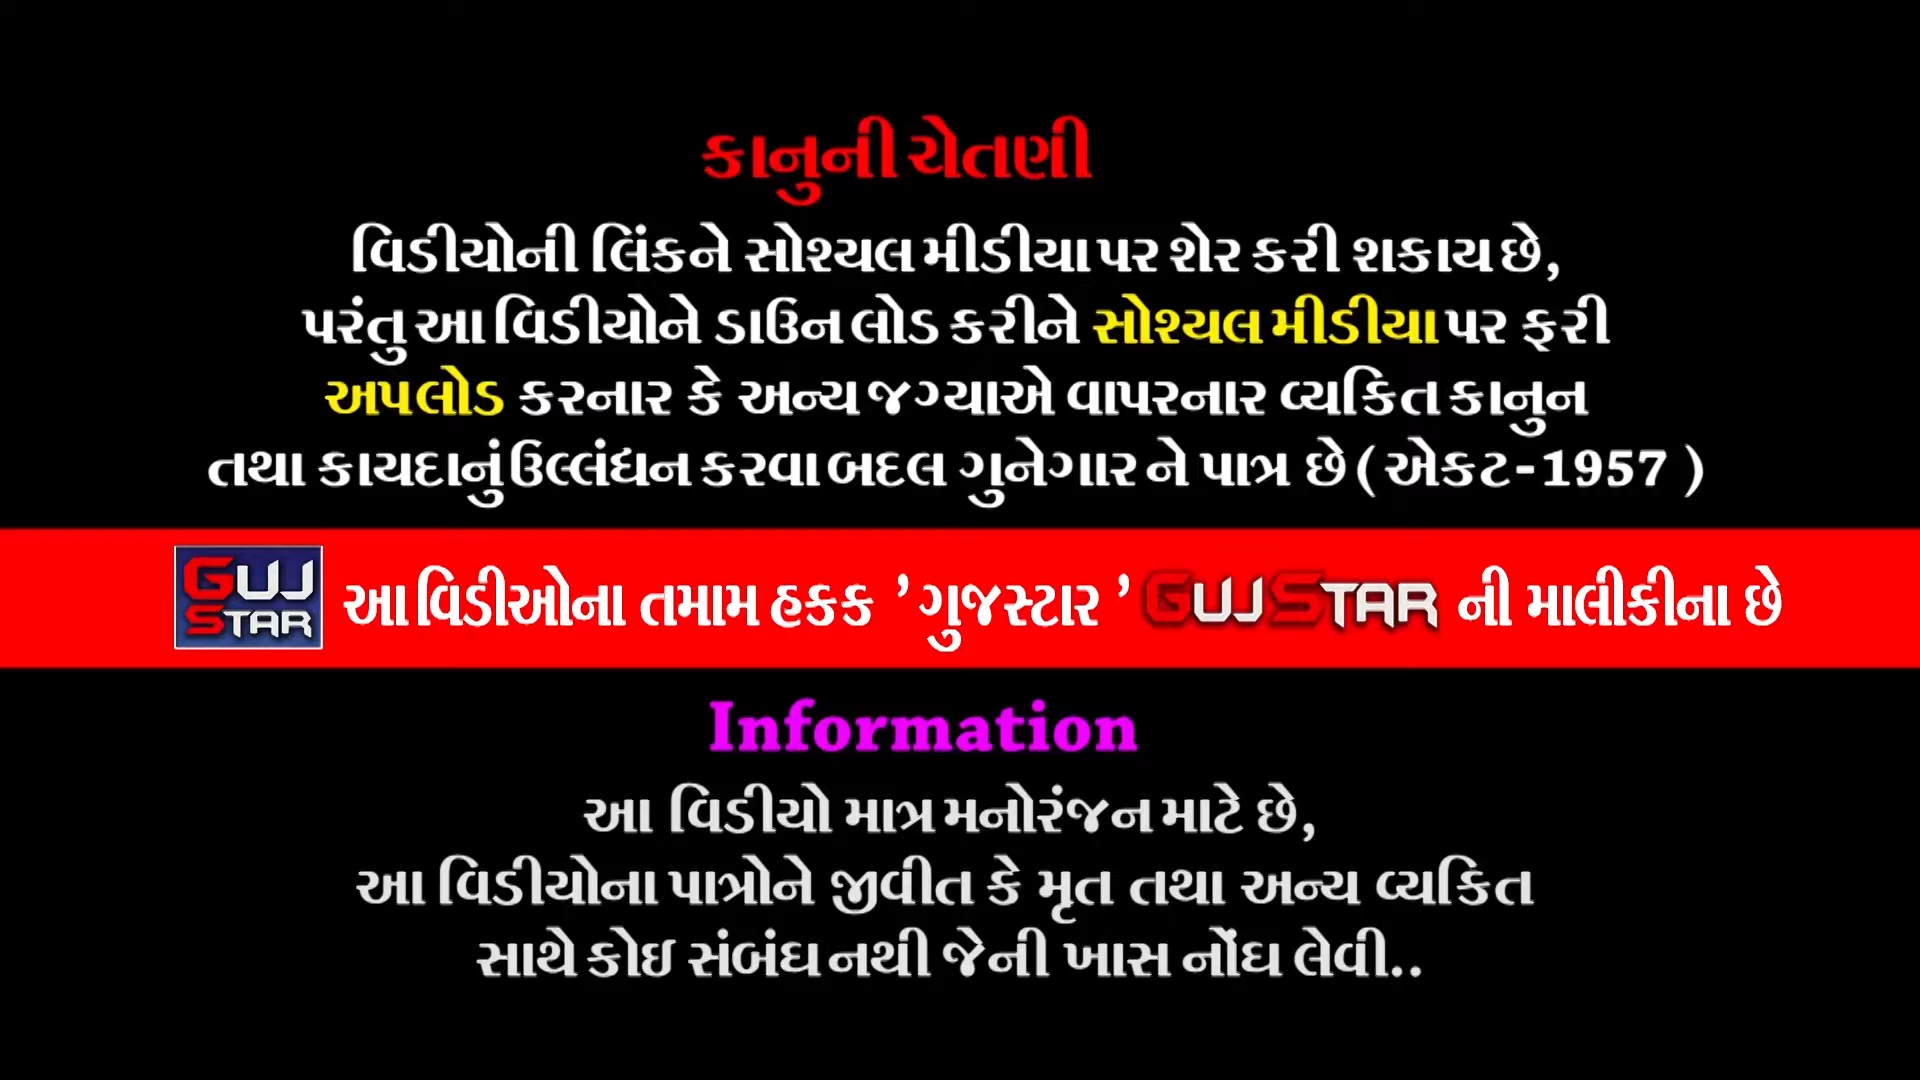 કાનુની ચેતણી
વિડીયોની લિંકને સોશ્યલ મીડીયા પર શેર કરી શકાય છે,
પરંતુ આ વિડીયોને ડાઉન લોડ કરીને સોશ્યલ મીડીયા પર ફરી
અપલોડ કરનાર કે અન્ય જગ્યાએ વાપરનાર વ્યકિત કાનુન
તથા કાયદાનું ઉલ્લંઘન કરવા બદલ ગુનેગાર ને પાત્ર છે ( એકટ-1957 )
GUJ STAR આ વિડીઓના તમામ હકક ' ગુજસ્ટાર ' GUJ STAR ની માલીકીના છે
Information
આ વિડીયો માત્ર મનોરંજન માટે છે,
આ વિડીયોના પાત્રોને જીવીત કે મૃત તથા અન્ય વ્યકિત
સાથે કોઇ સંબંઘ નથી જેની ખાસ નોંઘ લેવી..